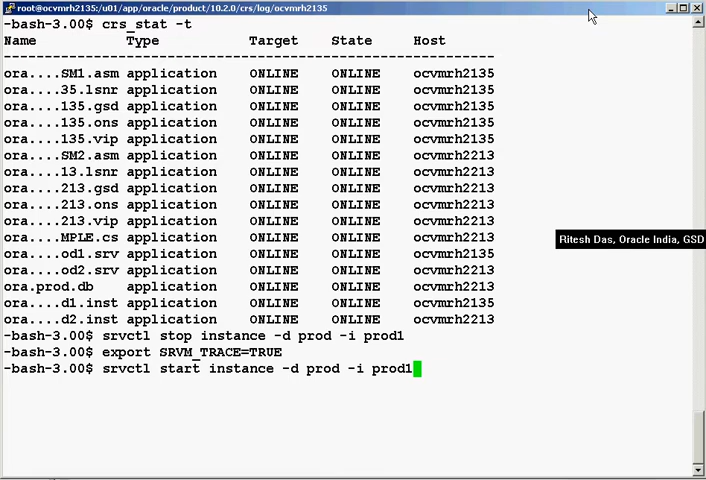 root@ocvmrh2135:/u01/app/oracle/product/10.2.0/crs/log/ocvmrh2135
-bash-3.00$ crs_stat -t
Name           Type           Target    State     Host
------------------------------------------------------------
ora....SM1.asm application    ONLINE    ONLINE    ocvmrh2135
ora....35.lsnr application    ONLINE    ONLINE    ocvmrh2135
ora....135.gsd application    ONLINE    ONLINE    ocvmrh2135
ora....135.ons application    ONLINE    ONLINE    ocvmrh2135
ora....135.vip application    ONLINE    ONLINE    ocvmrh2135
ora....SM2.asm application    ONLINE    ONLINE    ocvmrh2213
ora....13.lsnr application    ONLINE    ONLINE    ocvmrh2213
ora....213.gsd application    ONLINE    ONLINE    ocvmrh2213
ora....213.ons application    ONLINE    ONLINE    ocvmrh2213
ora....213.vip application    ONLINE    ONLINE    ocvmrh2213
ora....MPLE.cs application    ONLINE    ONLINE    ocvmrh2213
Ritesh Das, Oracle India, GSD
ora....od1.srv application    ONLINE    ONLINE    ocvmrh2135
ora....od2.srv application    ONLINE    ONLINE    ocvmrh2213
ora.prod.db    application    ONLINE    ONLINE    ocvmrh2213
ora....d1.inst application    ONLINE    ONLINE    ocvmrh2135
ora....d2.inst application    ONLINE    ONLINE    ocvmrh2213
-bash-3.00$ srvctl stop instance -d prod -i prod1
-bash-3.00$ export SRVM_TRACE=TRUE
-bash-3.00$ srvctl start instance -d prod -i prod1